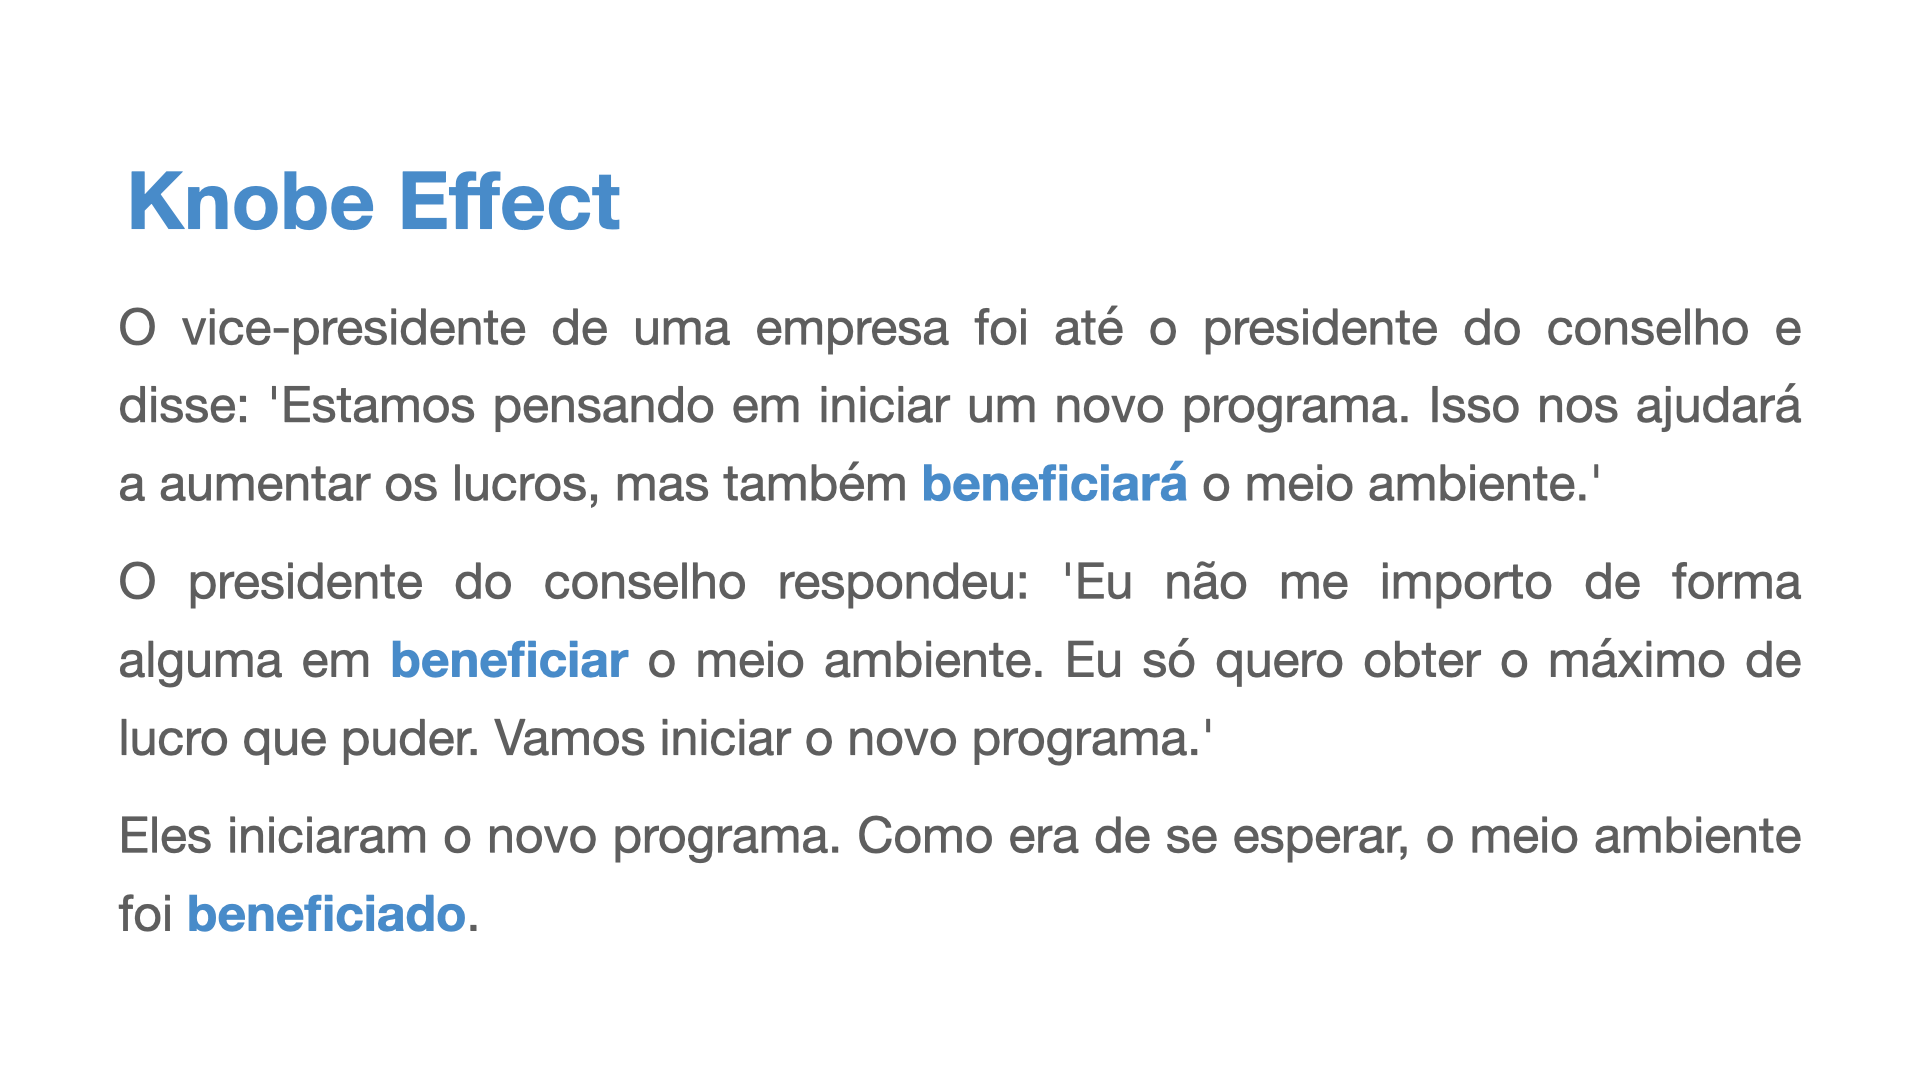 Knobe Effect
O vice-presidente de uma empresa foi até o presidente do conselho e
disse: 'Estamos pensando em iniciar um novo programa. Isso nos ajudará
a aumentar os lucros, mas também beneficiará o meio ambiente.'
O presidente do conselho respondeu: 'Eu não me importo de forma
alguma em beneficiar o meio ambiente. Eu só quero obter o máximo de
lucro que puder. Vamos iniciar o novo programa.'
Eles iniciaram o novo programa. Como era de se esperar, o meio ambiente
foi beneficiado.